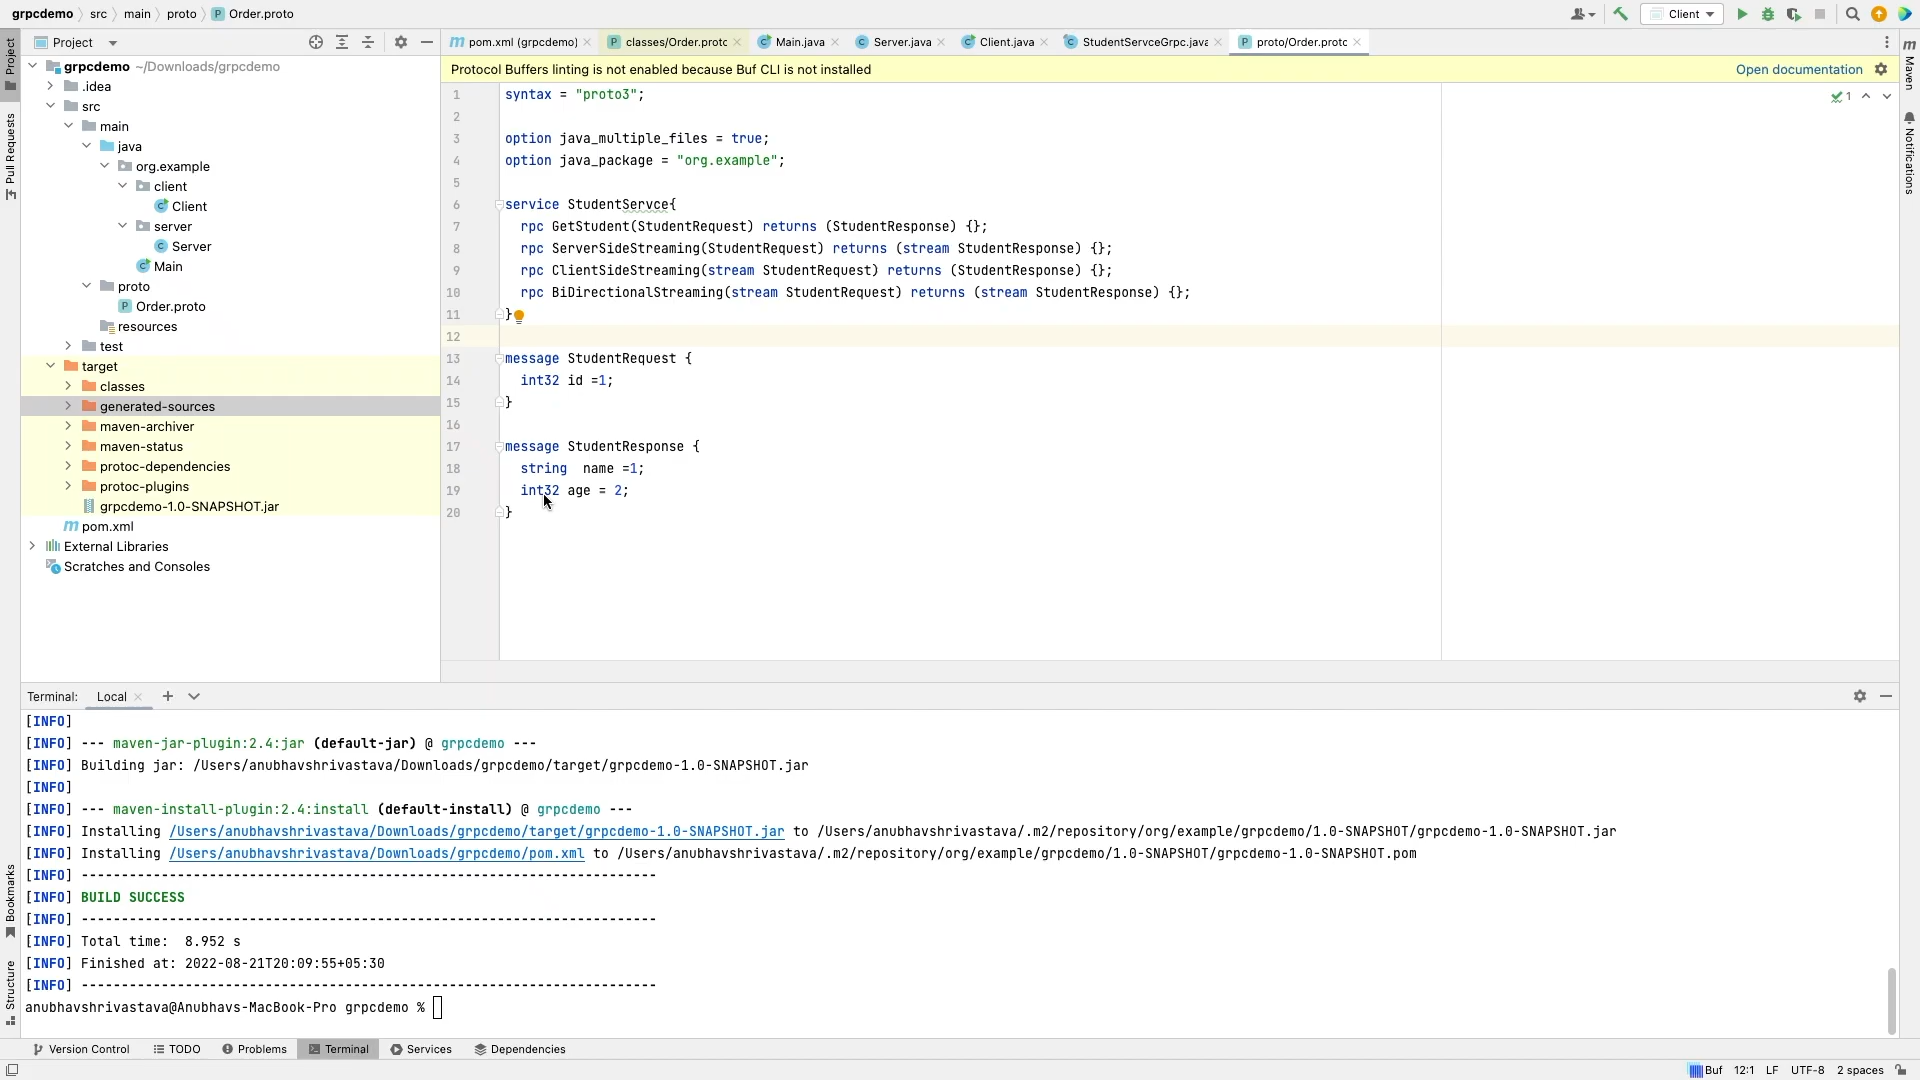 grpcdemo src main proto Order.proto
Client
Project
pom.xml (grpcdemo) classes/Order.proto Main.java Server.java Client.java StudentServceGrpc.java proto/Order.proto
Protocol Buffers linting is not enabled because Buf CLI is not installed Open documentation
grpcdemo ~/Downloads/grpcdemo
.idea
src
main
java
org.example
client
Client
server
Server
Main
proto
Order.proto
resources
test
target
classes
generated-sources
maven-archiver
maven-status
protoc-dependencies
protoc-plugins
grpcdemo-1.0-SNAPSHOT.jar
pom.xml
External Libraries
Scratches and Consoles
1 syntax = "proto3";
2
3 option java_multiple_files = true;
4 option java_package = "org.example";
5
6 service StudentServce{
7 rpc GetStudent(StudentRequest) returns (StudentResponse) {};
8 rpc ServerSideStreaming(StudentRequest) returns (stream StudentResponse) {};
9 rpc ClientSideStreaming(stream StudentRequest) returns (StudentResponse) {};
10 rpc BiDirectionalStreaming(stream StudentRequest) returns (stream StudentResponse) {};
11 }
12
13 message StudentRequest {
14 int32 id =1;
15 }
16
17 message StudentResponse {
18 string  name =1;
19 int32 age = 2;
20 }
1
Project
Pull Requests
Bookmarks
Structure
Maven
Notifications
Terminal: Local
[INFO]
[INFO] --- maven-jar-plugin:2.4:jar (default-jar) @ grpcdemo ---
[INFO] Building jar: /Users/anubhavshrivastava/Downloads/grpcdemo/target/grpcdemo-1.0-SNAPSHOT.jar
[INFO]
[INFO] --- maven-install-plugin:2.4:install (default-install) @ grpcdemo ---
[INFO] Installing /Users/anubhavshrivastava/Downloads/grpcdemo/target/grpcdemo-1.0-SNAPSHOT.jar to /Users/anubhavshrivastava/.m2/repository/org/example/grpcdemo/1.0-SNAPSHOT/grpcdemo-1.0-SNAPSHOT.jar
[INFO] Installing /Users/anubhavshrivastava/Downloads/grpcdemo/pom.xml to /Users/anubhavshrivastava/.m2/repository/org/example/grpcdemo/1.0-SNAPSHOT/grpcdemo-1.0-SNAPSHOT.pom
[INFO] ------------------------------------------------------------------------
[INFO] BUILD SUCCESS
[INFO] ------------------------------------------------------------------------
[INFO] Total time:  8.952 s
[INFO] Finished at: 2022-08-21T20:09:55+05:30
[INFO] ------------------------------------------------------------------------
anubhavshrivastava@Anubhavs-MacBook-Pro grpcdemo %
Version Control TODO Problems Terminal Services Dependencies
Buf 12:1 LF UTF-8 2 spaces